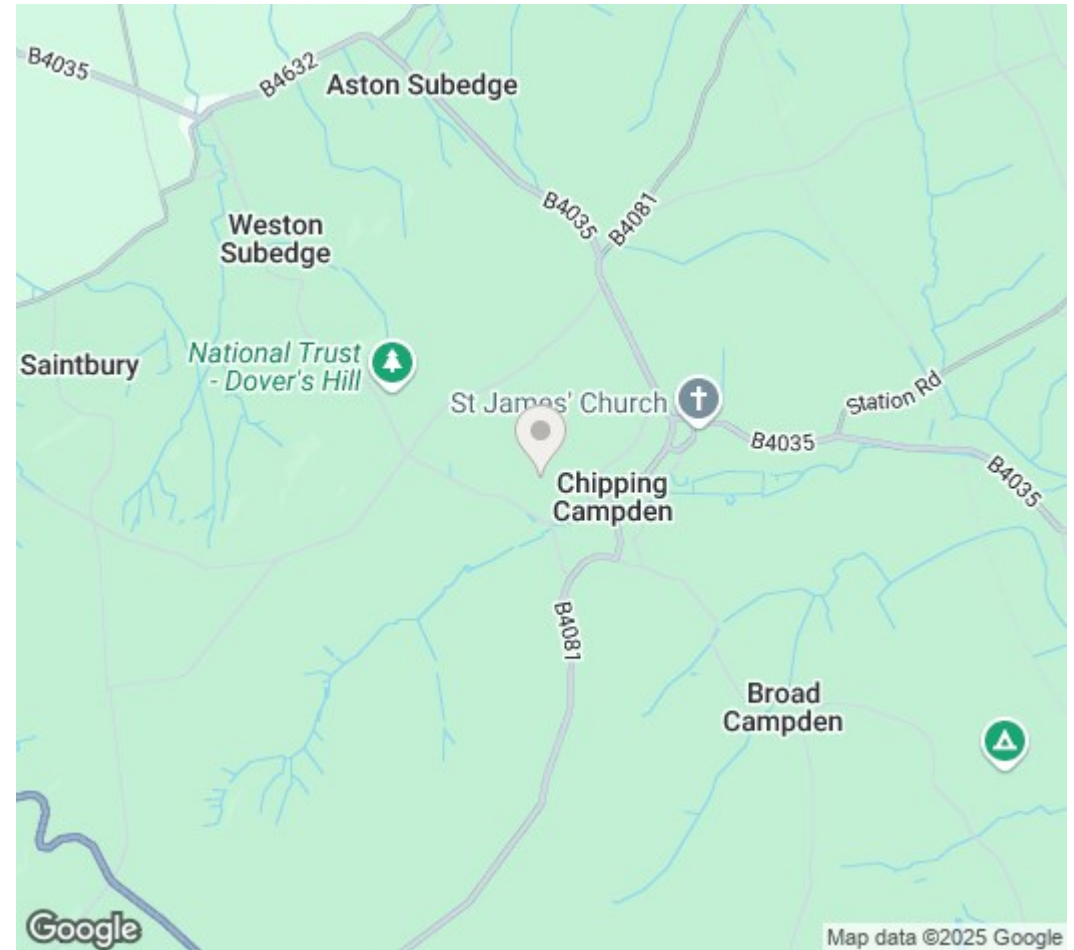 B4035
B4632
Aston Subedge
B4035
B4081
Weston
Subedge
Saintbury
National Trust
- Dover's Hill
St James' Church
Station Rd
B4035
B4035
Chipping
Campden
B4081
Broad
Campden
Google
Map data ©2025 Google